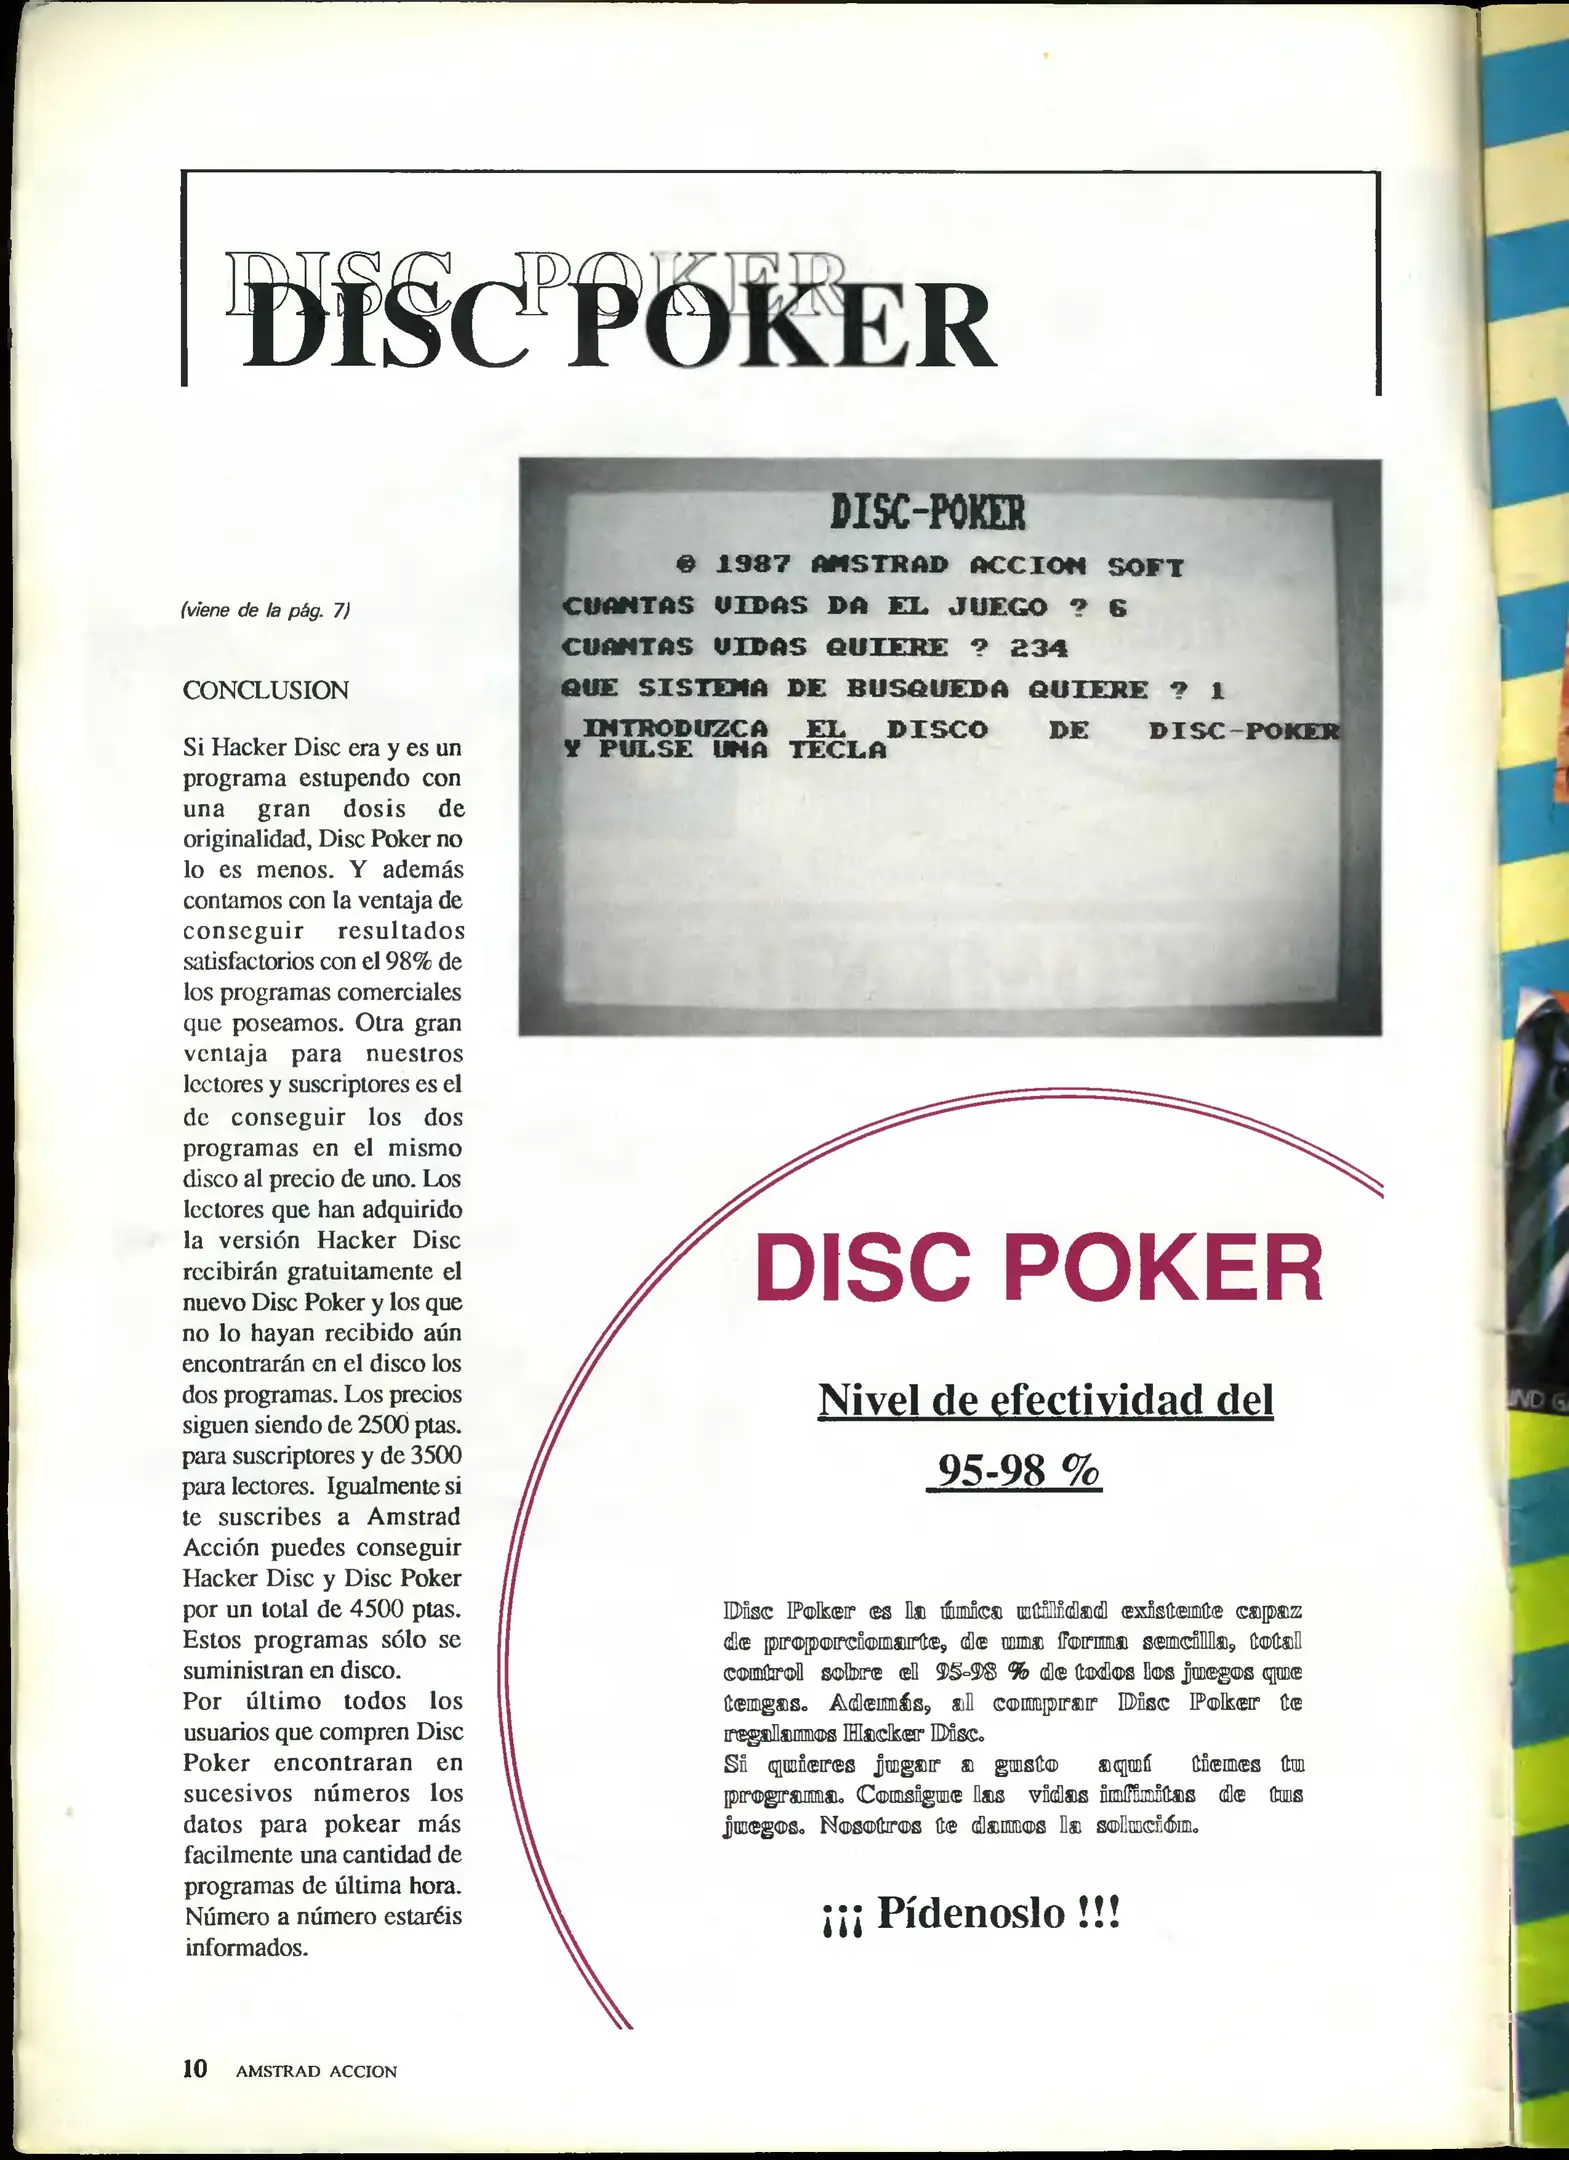 DISC POKER
DISC POKER
(viene de la pág. 7)
CONCLUSION
Si Hacker Disc era y es un
programa estupendo con
una gran dosis de
originalidad, Disc Poker no
lo es menos. Y además
contamos con la ventaja de
conseguir resultados
satisfactorios con el 98% de
los programas comerciales
que poseamos. Otra gran
ventaja para nuestros
lectores y suscriptores es el
de conseguir los dos
programas en el mismo
disco al precio de uno. Los
lectores que han adquirido
la versión Hacker Disc
recibirán gratuitamente el
nuevo Disc Poker y los que
no lo hayan recibido aún
encontrarán en el disco los
dos programas. Los precios
siguen siendo de 2500 ptas.
para suscriptores y de 3500
para lectores. Igualmente si
te suscribes a Amstrad
Acción puedes conseguir
Hacker Disc y Disc Poker
por un total de 4500 ptas.
Estos programas sólo se
suministran en disco.
Por último todos los
usuarios que compren Disc
Poker encontraran en
sucesivos números los
datos para pokear más
facilmente una cantidad de
programas de última hora.
Número a número estaréis
informados.
DISC-POKER
© 1987 AMSTRAD ACCION SOFT
CUANTAS VIDAS DA EL JUEGO ? 6
CUANTAS VIDAS QUIERE ? 234
QUE SISTEMA DE BUSQUEDA QUIERE ? 1
INTRODUZCA EL DISCO DE DISC-POKER
Y PULSE UNA TECLA
DISC POKER
Nivel de efectividad del
95-98 %
Disc Poker es la única utilidad existente capaz
de proporcionarte, de una forma sencilla, total
control sobre el 95-98 % de todos los juegos que
tengas. Además, al comprar Disc Poker te
regalamos Hacker Disc.
Si quieres jugar a gusto aquí tienes tu
programa. Consigue las vidas infinitas de tus
juegos. Nosotros te damos la solución.
¡¡¡ Pídenoslo !!!
10 AMSTRAD ACCION